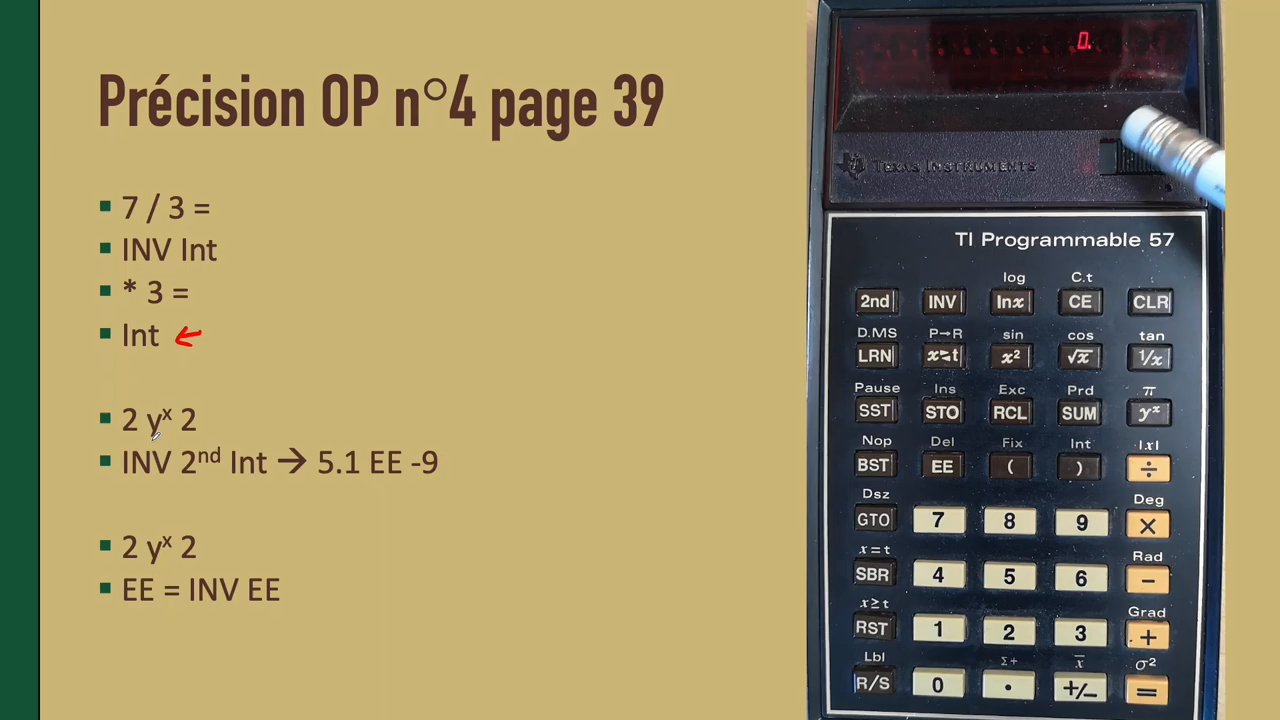 Précision OP n°4 page 39
7 / 3 =
INV Int
* 3 =
Int
2 yˣ 2
INV 2nd Int → 5.1 EE -9
2 yˣ 2
EE = INV EE
0.
TEXAS INSTRUMENTS
TI Programmable 57
log C.t
2nd INV lnx CE CLR
D.MS P→R sin cos tan
LRN x⇄t x² √x 1/x
Pause Ins Exc Prd π
SST STO RCL SUM yˣ
Nop Del Fix Int |x|
BST EE ( ) ÷
Dsz Deg
GTO 7 8 9 ×
x=t Rad
SBR 4 5 6 −
x≥t Grad
RST 1 2 3 +
Lbl Σ+ x̄ σ²
R/S 0 . +/− =